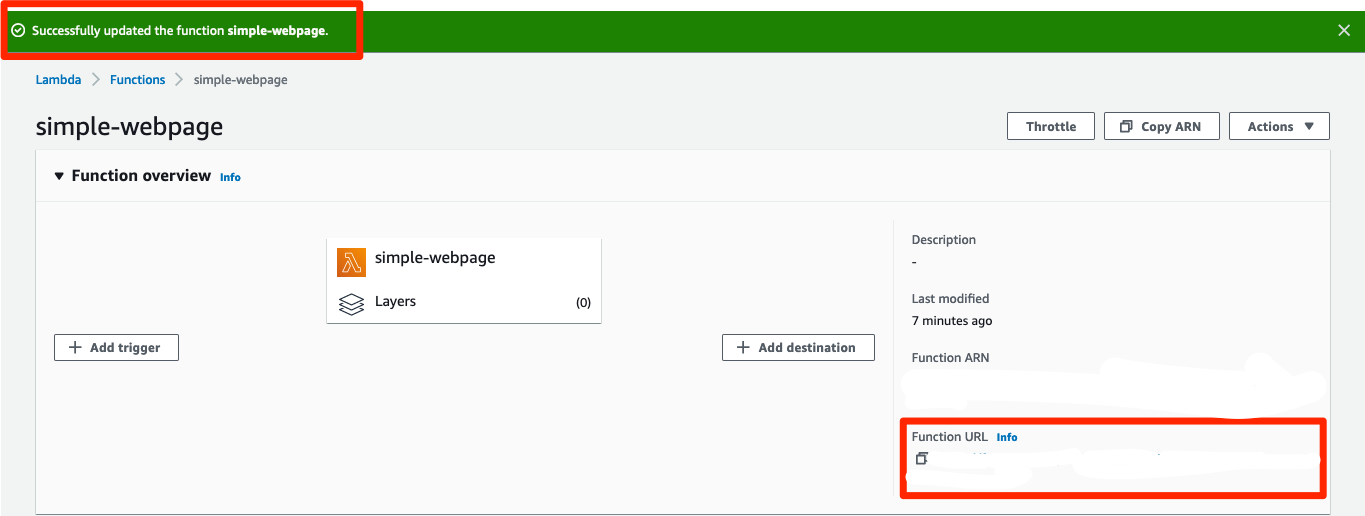 Successfully updated the function simple-webpage.
Lambda > Functions > simple-webpage
simple-webpage
Throttle
Copy ARN
Actions
Function overview Info
simple-webpage
Layers (0)
Add trigger
Add destination
Description
-
Last modified
7 minutes ago
Function ARN
Function URL Info